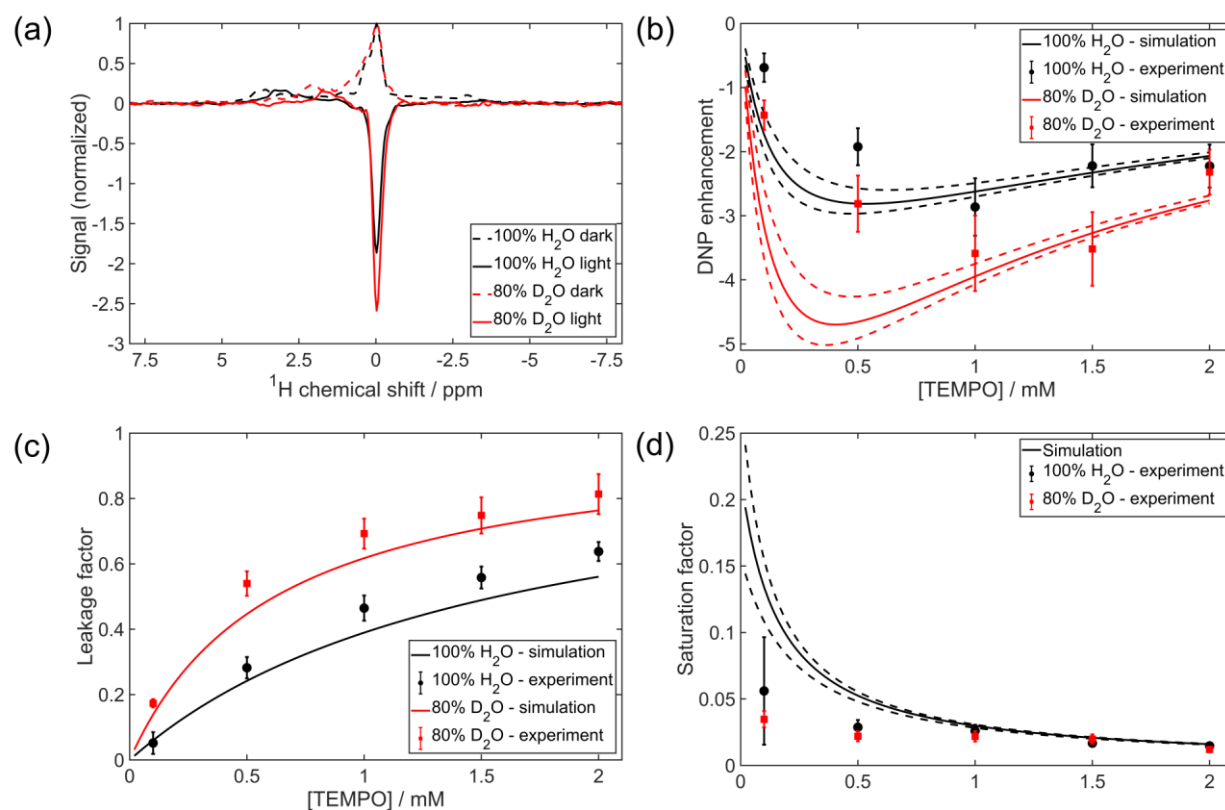 (a)
Signal (normalized)
1
0.5
0
-0.5
-1
-1.5
-2
-2.5
-3
7.5
5
2.5
0
-2.5
-5
-7.5
¹H chemical shift / ppm
100% H₂O dark
100% H₂O light
80% D₂O dark
80% D₂O light
(b)
DNP enhancement
0
-1
-2
-3
-4
-5
0
0.5
1
1.5
2
[TEMPO] / mM
100% H₂O - simulation
100% H₂O - experiment
80% D₂O - simulation
80% D₂O - experiment
(c)
Leakage factor
1
0.8
0.6
0.4
0.2
0
0
0.5
1
1.5
2
[TEMPO] / mM
100% H₂O - simulation
100% H₂O - experiment
80% D₂O - simulation
80% D₂O - experiment
(d)
Saturation factor
0.25
0.2
0.15
0.1
0.05
0
0
0.5
1
1.5
2
Simulation
100% H₂O - experiment
80% D₂O - experiment